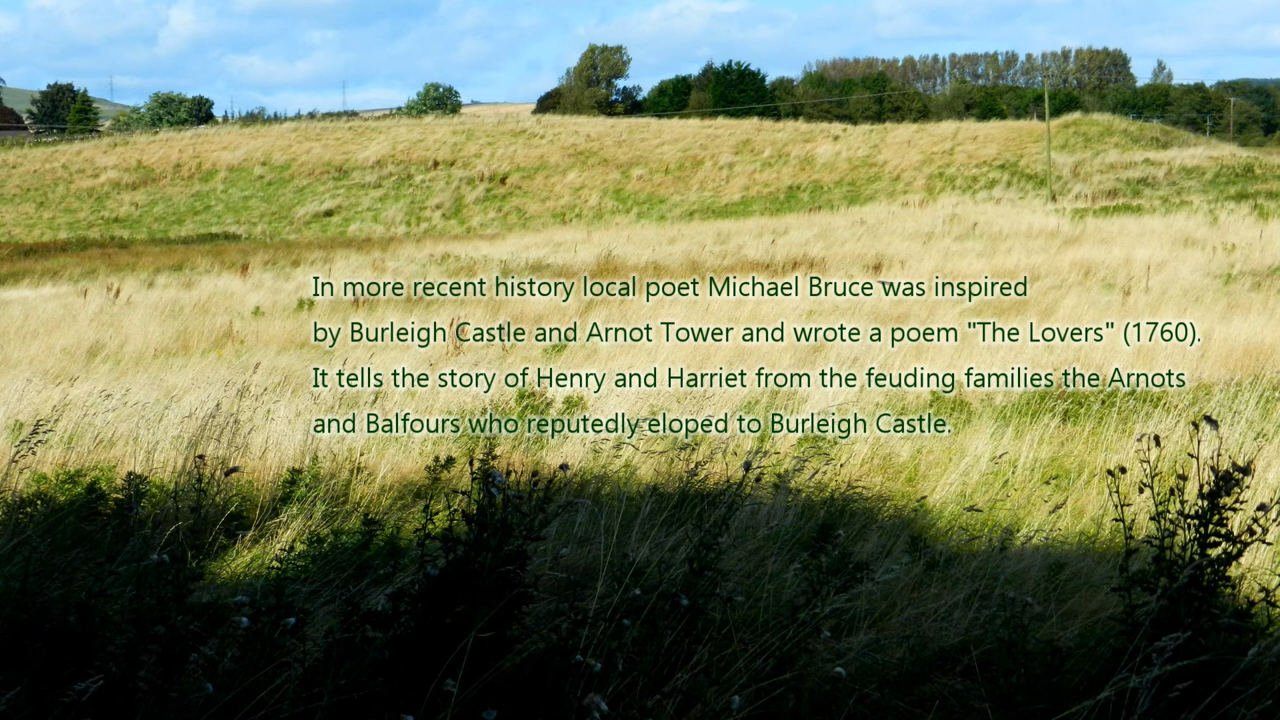 In more recent history local poet Michael Bruce was inspired
by Burleigh Castle and Arnot Tower and wrote a poem "The Lovers" (1760).
It tells the story of Henry and Harriet from the feuding families the Arnots
and Balfours who reputedly eloped to Burleigh Castle.